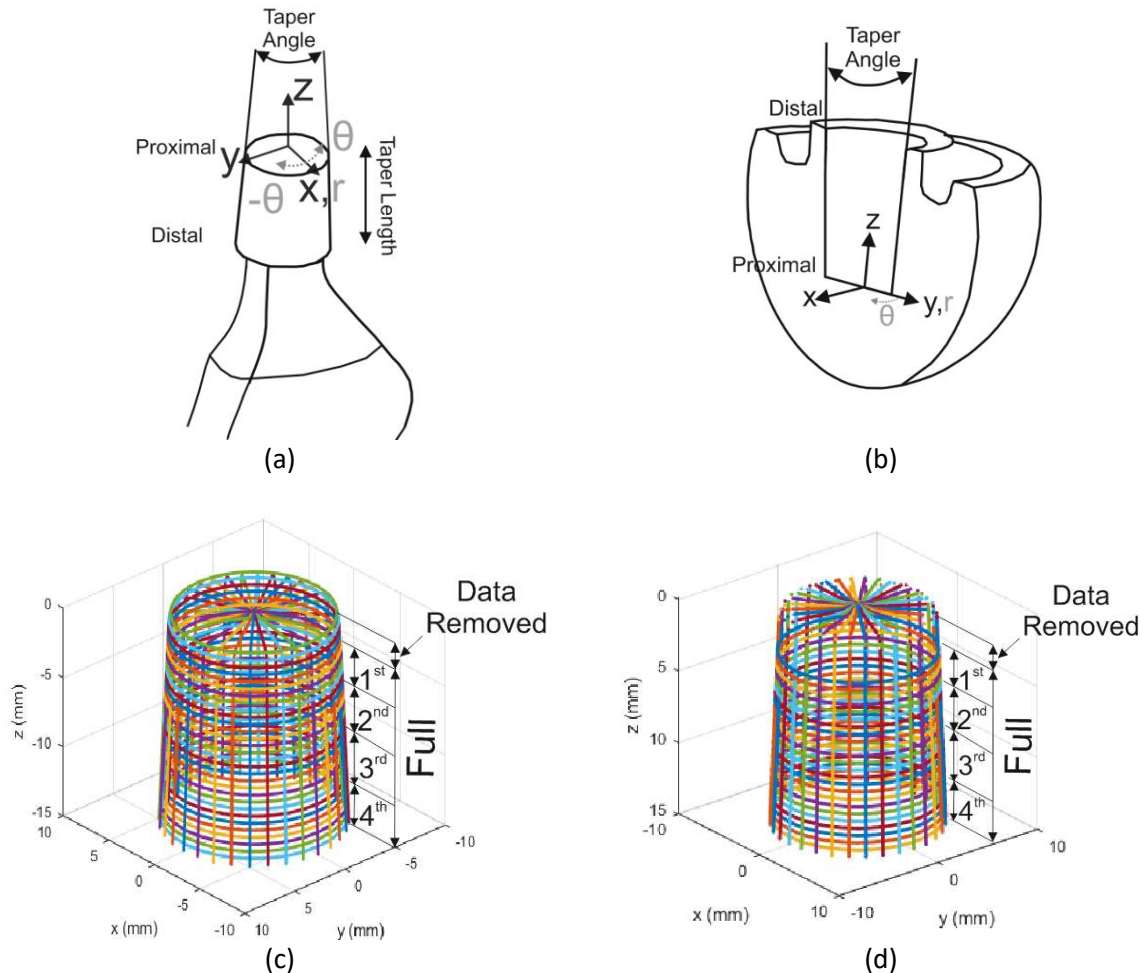 Taper
Angle
z
θ
Proximal
y
x,r
-θ
Distal
Taper Length
(a)
Taper
Angle
Distal
z
Proximal
x
θ
y,r
(b)
Data
Removed
1st
2nd
3rd
4th
Full
0
-5
-10
-15
z (mm)
10
5
0
-5
-10
x (mm)
10
5
0
-5
-10
y (mm)
(c)
Data
Removed
1st
2nd
3rd
4th
Full
0
5
10
15
z (mm)
-10
0
10
x (mm)
-10
0
10
y (mm)
(d)